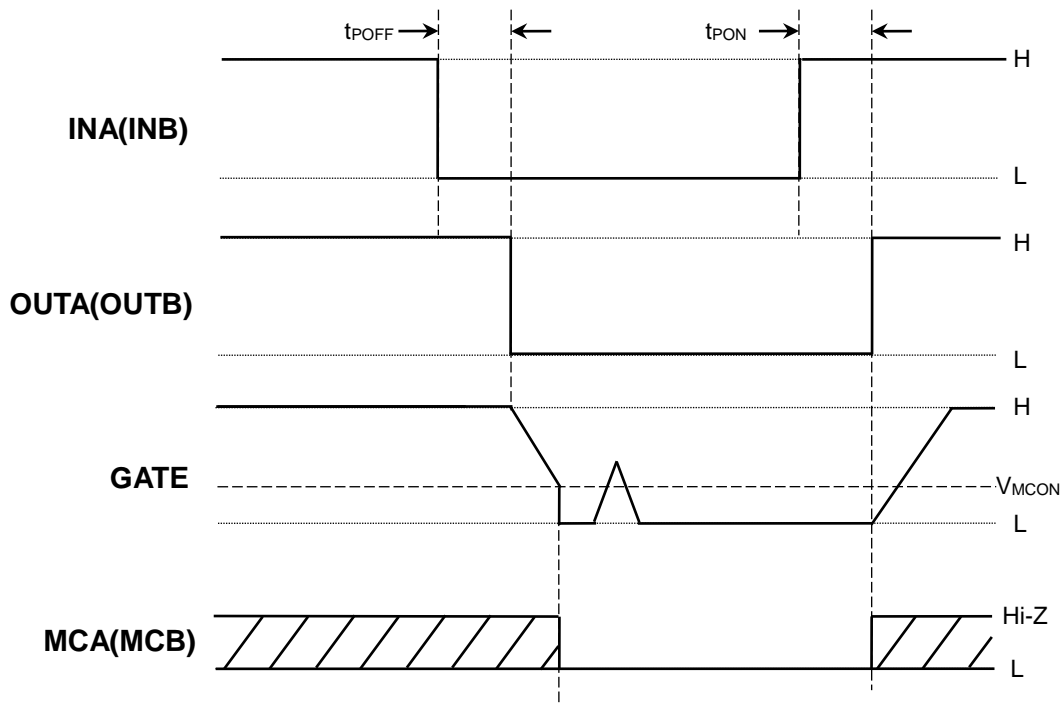 tPOFF
tPON
H
INA(INB)
L
H
OUTA(OUTB)
L
H
GATE
VMCON
L
Hi-Z
MCA(MCB)
L